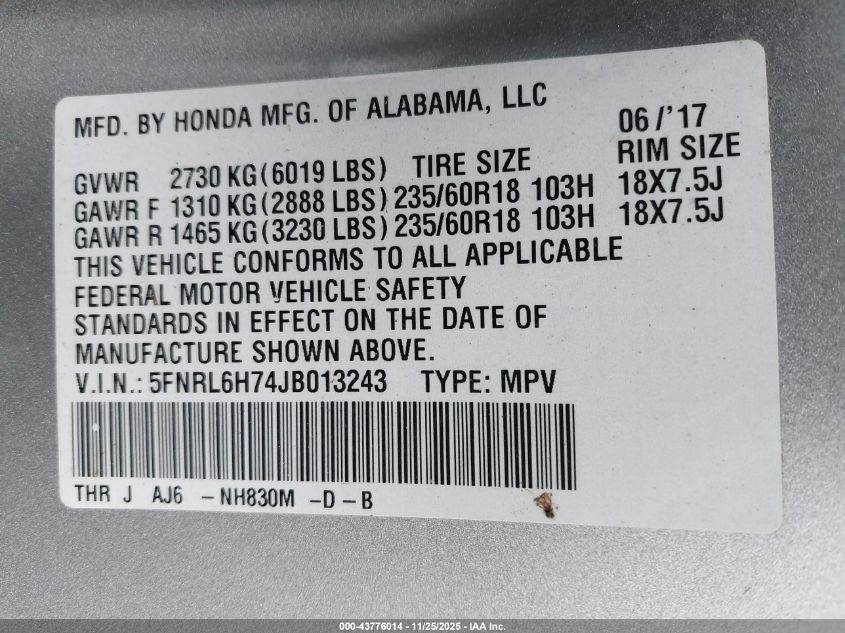 MFD. BY HONDA MFG. OF ALABAMA, LLC 06/'17
GVWR 2730 KG (6019 LBS) TIRE SIZE RIM SIZE
GAWR F 1310 KG (2888 LBS) 235/60R18 103H 18X7.5J
GAWR R 1465 KG (3230 LBS) 235/60R18 103H 18X7.5J
THIS VEHICLE CONFORMS TO ALL APPLICABLE
FEDERAL MOTOR VEHICLE SAFETY
STANDARDS IN EFFECT ON THE DATE OF
MANUFACTURE SHOWN ABOVE.
V.I.N.: 5FNRL6H74JB013243 TYPE: MPV
THR J AJ6 -NH830M -D-B
000-43776014 - 11/25/2025 - IAA Inc.